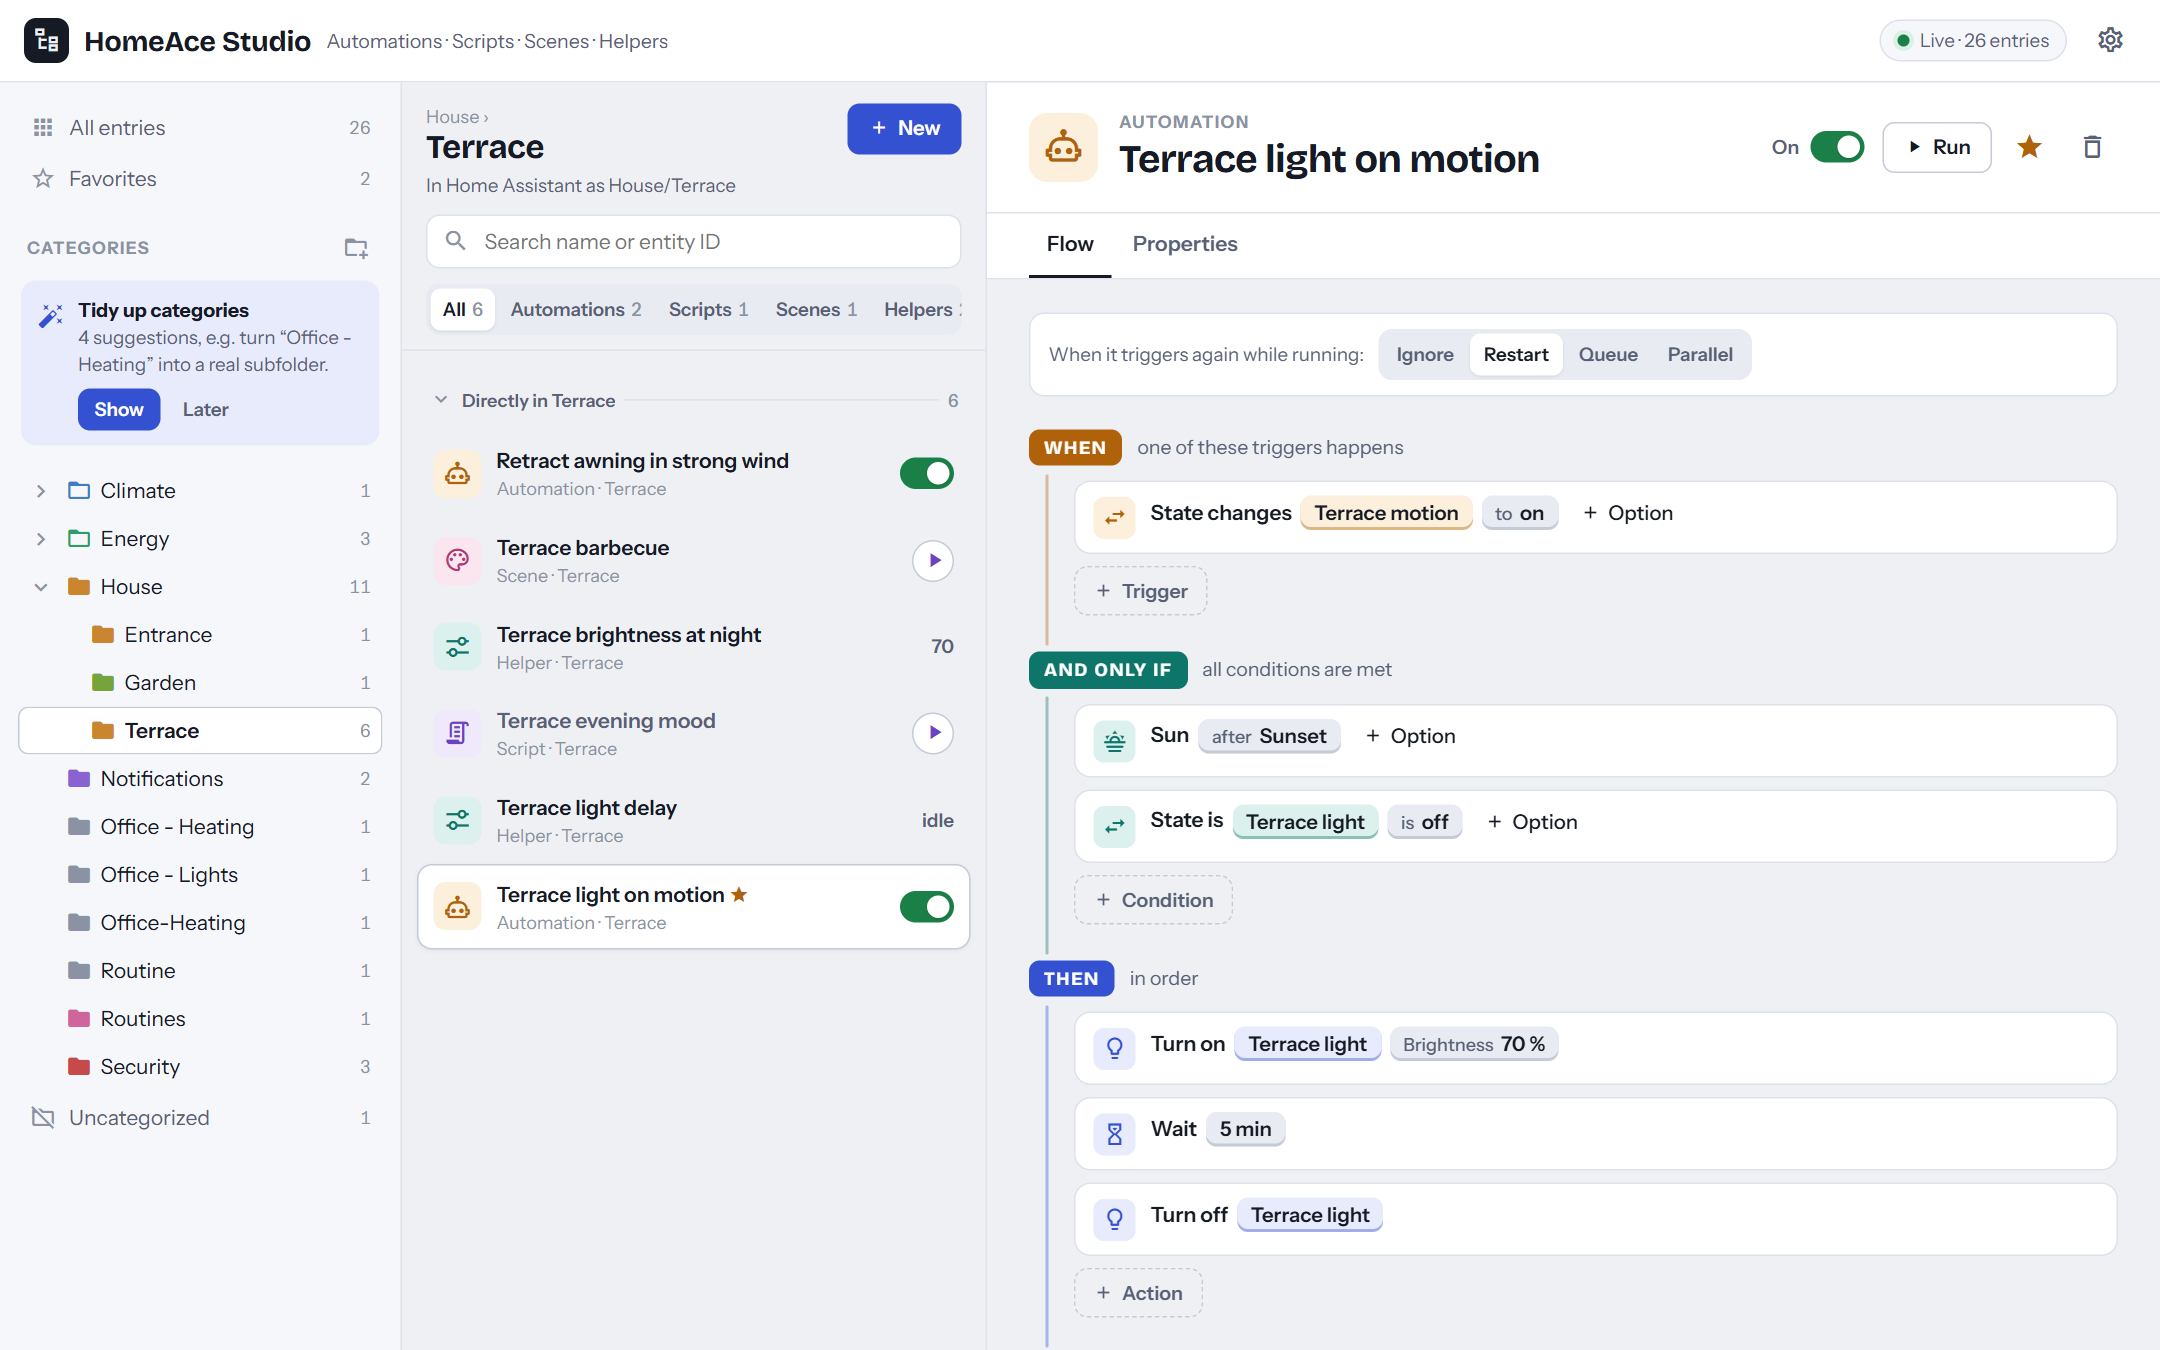 HomeAce Studio
Automations · Scripts · Scenes · Helpers
Live · 26 entries
All entries 26
Favorites 2
CATEGORIES
Tidy up categories
4 suggestions, e.g. turn “Office -
Heating” into a real subfolder.
Show Later
Climate 1
Energy 3
House 11
Entrance 1
Garden 1
Terrace 6
Notifications 2
Office - Heating 1
Office - Lights 1
Office-Heating 1
Routine 1
Routines 1
Security 3
Uncategorized 1
House ›
Terrace
+ New
In Home Assistant as House/Terrace
Search name or entity ID
All 6 Automations 2 Scripts 1 Scenes 1 Helpers
Directly in Terrace 6
Retract awning in strong wind
Automation · Terrace
Terrace barbecue
Scene · Terrace
Terrace brightness at night
Helper · Terrace
70
Terrace evening mood
Script · Terrace
Terrace light delay
Helper · Terrace
idle
Terrace light on motion
Automation · Terrace
AUTOMATION
Terrace light on motion
On
Run
Flow Properties
When it triggers again while running: Ignore Restart Queue Parallel
WHEN one of these triggers happens
State changes Terrace motion to on + Option
+ Trigger
AND ONLY IF all conditions are met
Sun after Sunset + Option
State is Terrace light is off + Option
+ Condition
THEN in order
Turn on Terrace light Brightness 70 %
Wait 5 min
Turn off Terrace light
+ Action